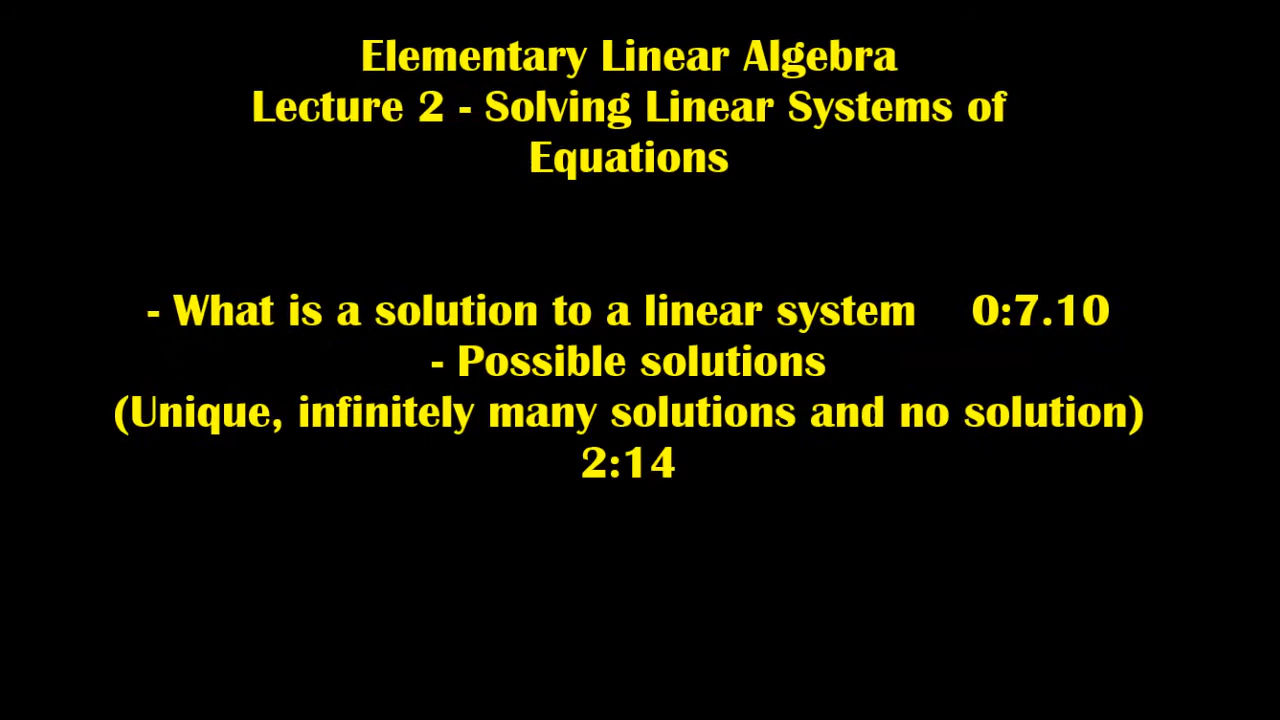 Elementary Linear Algebra
Lecture 2 - Solving Linear Systems of
Equations
- What is a solution to a linear system 0:7.10
- Possible solutions
(Unique, infinitely many solutions and no solution)
2:14